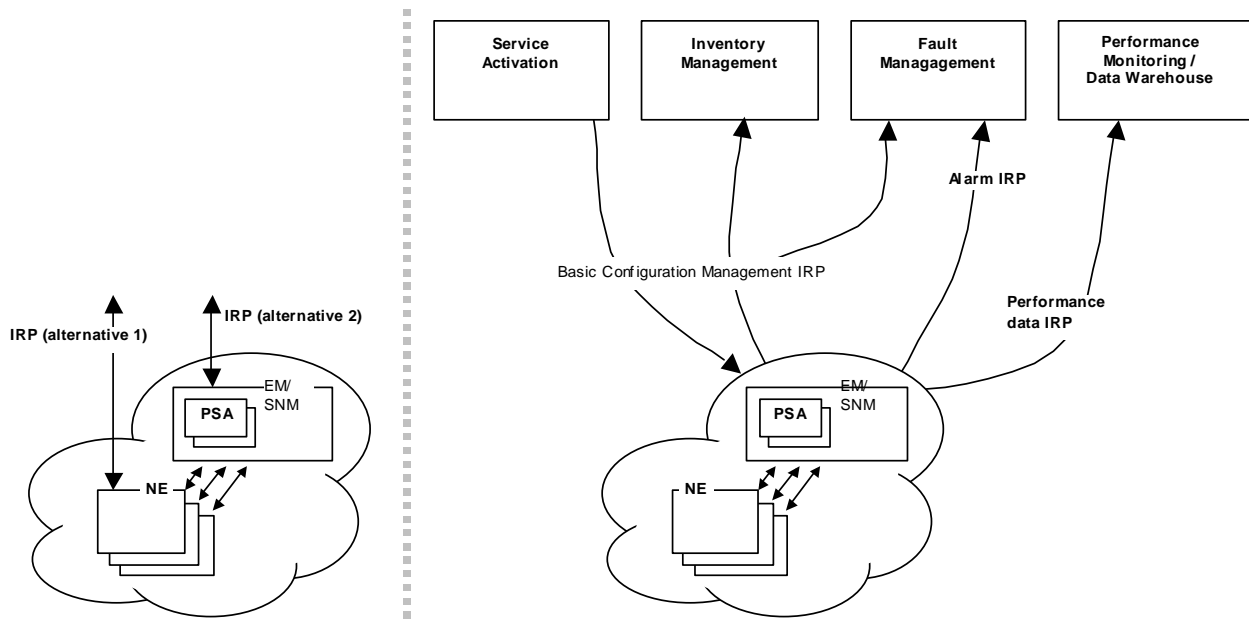 Service
Activation
Inventory
Management
Fault
Managagement
Performance
Monitoring /
Data Warehouse
Alarm IRP
Basic Configuration Management IRP
Performance
data IRP
IRP (alternative 1)
IRP (alternative 2)
EM/
SNM
PSA
NE
EM/
SNM
PSA
NE